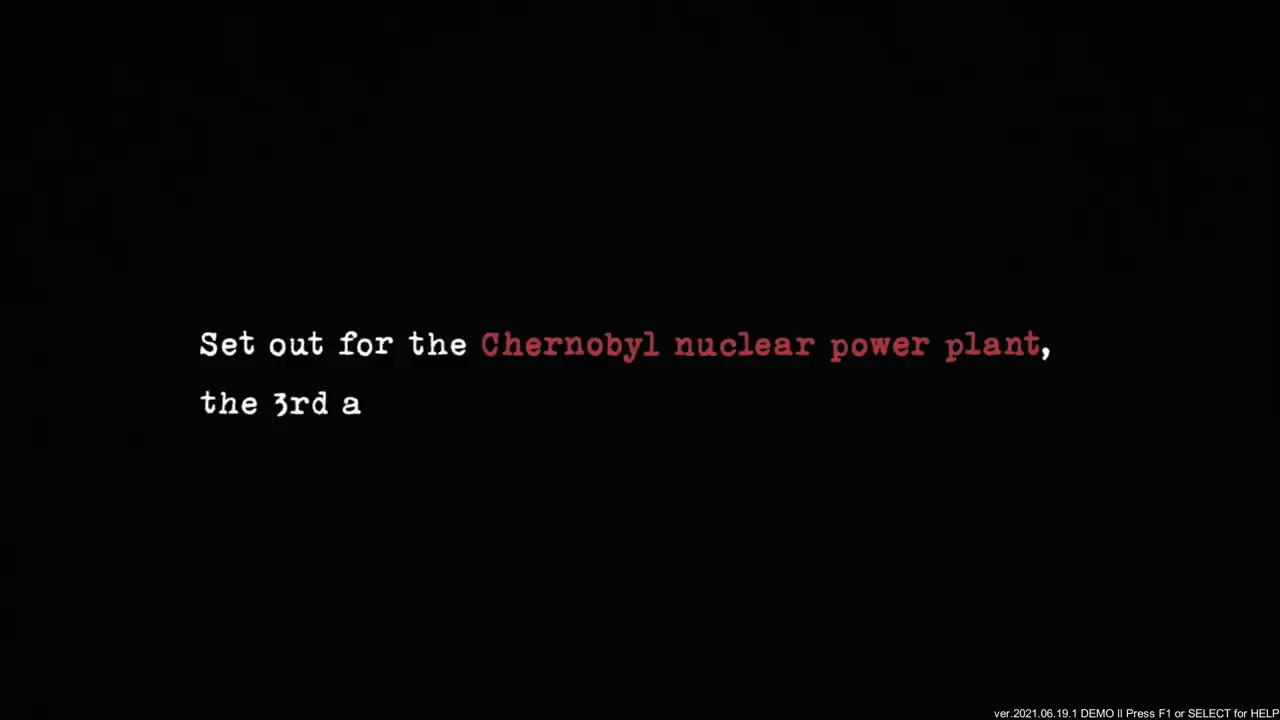 Set out for the Chernobyl nuclear power plant,
the 3rd a
ver.2021.06.19.1 DEMO II Press F1 or SELECT for HELP